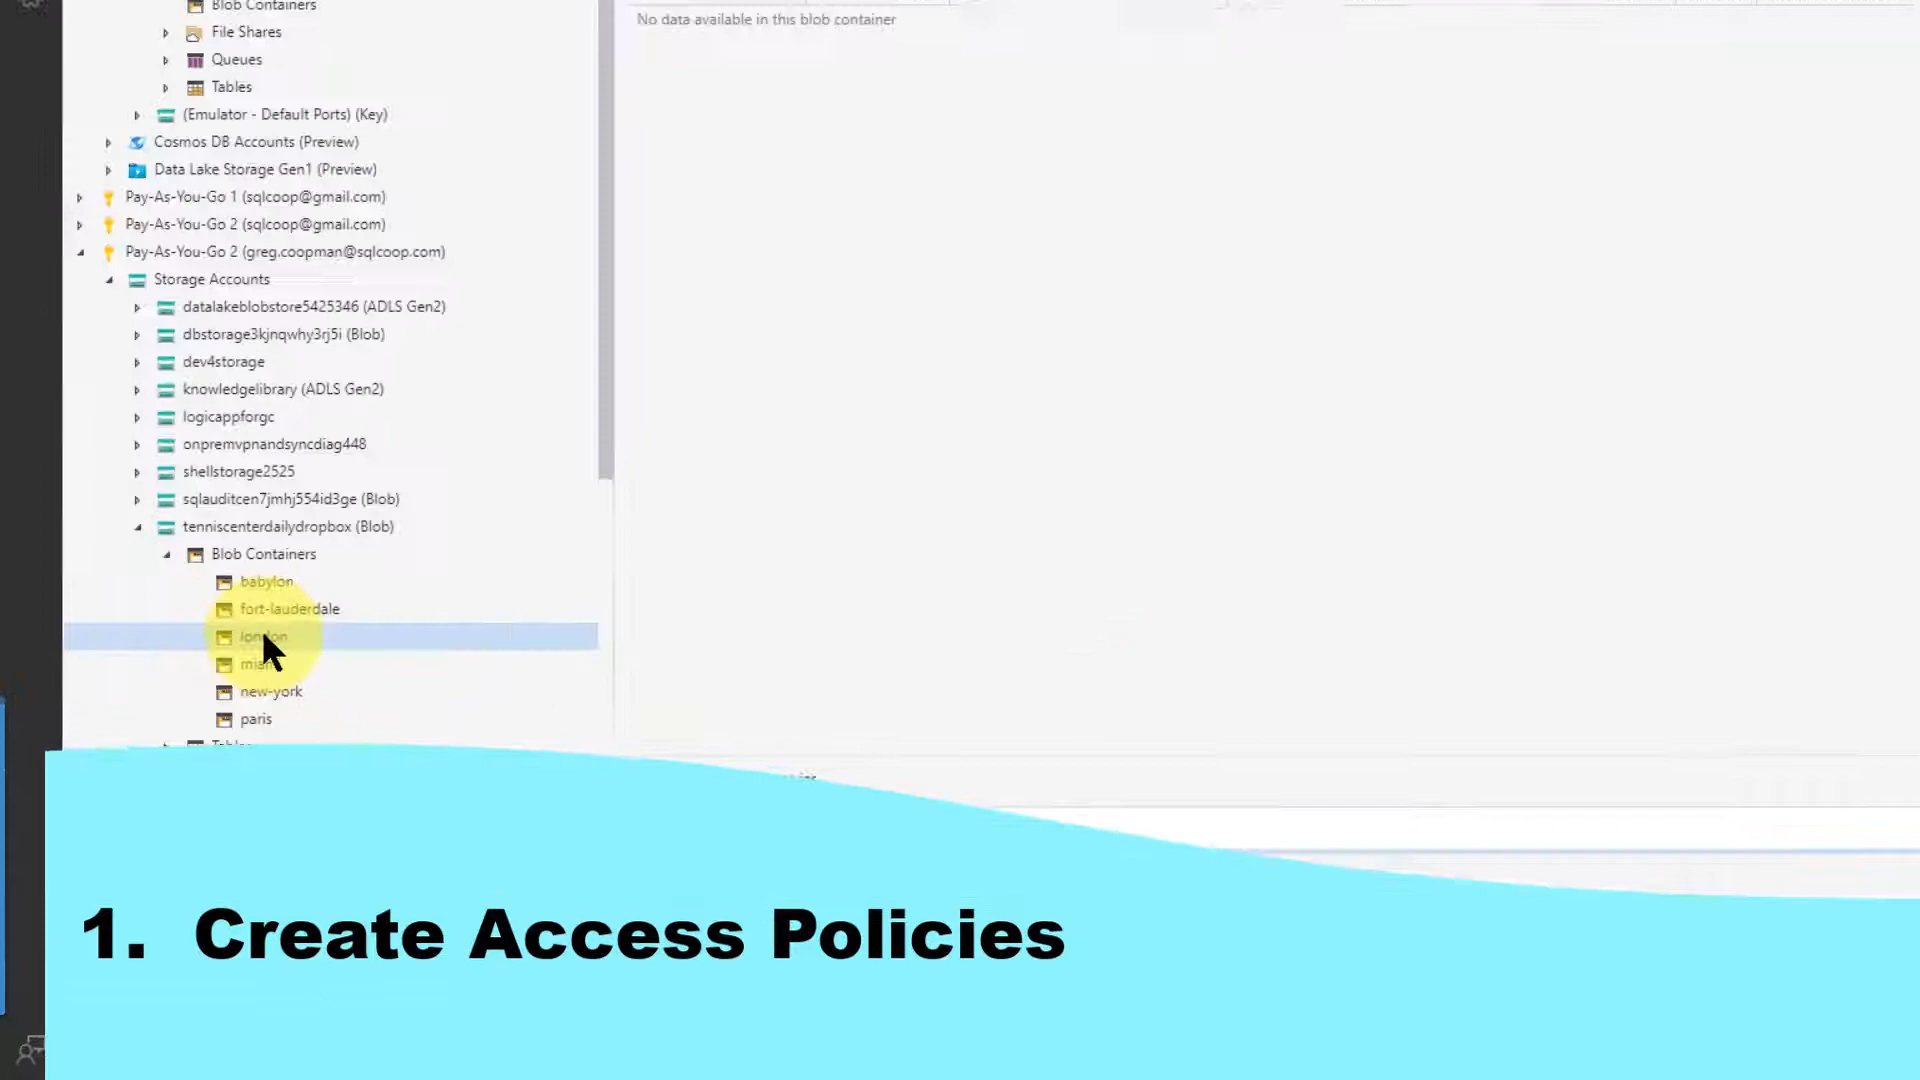 Blob Containers
No data available in this blob container
File Shares
Queues
Tables
(Emulator - Default Ports) (Key)
Cosmos DB Accounts (Preview)
Data Lake Storage Gen1 (Preview)
Pay-As-You-Go 1 (sqlcoop@gmail.com)
Pay-As-You-Go 2 (sqlcoop@gmail.com)
Pay-As-You-Go 2 (greg.coopman@sqlcoop.com)
Storage Accounts
datalakeblobstore5425346 (ADLS Gen2)
dbstorage3kjnqwhy3rj5i (Blob)
dev4storage
knowledgelibrary (ADLS Gen2)
logicappforgc
onpremvpnandsyncdiag448
shellstorage2525
sqlauditcen7jmhj554id3ge (Blob)
tenniscenterdailydropbox (Blob)
Blob Containers
babylon
fort-lauderdale
london
new-york
paris
1. Create Access Policies